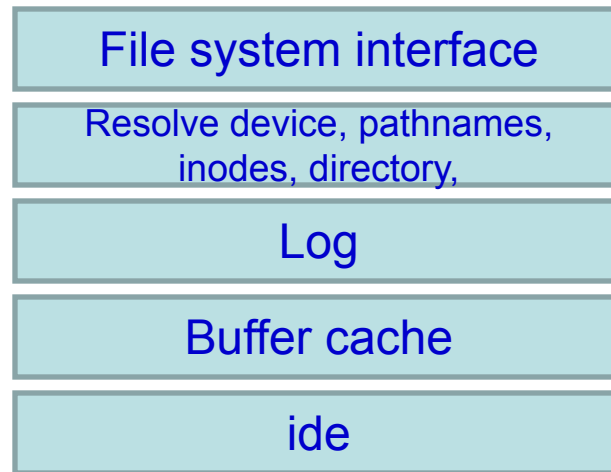 File system interface
Resolve device, pathnames,
inodes, directory,
Log
Buffer cache
ide